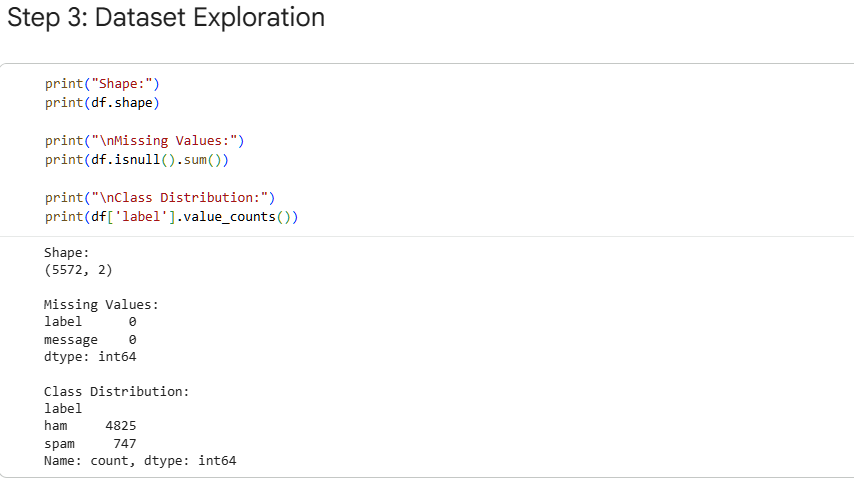 Step 3: Dataset Exploration
print("Shape:")
print(df.shape)
print("\nMissing Values:")
print(df.isnull().sum())
print("\nClass Distribution:")
print(df['label'].value_counts())
Shape:
(5572, 2)
Missing Values:
label      0
message    0
dtype: int64
Class Distribution:
label
ham     4825
spam     747
Name: count, dtype: int64